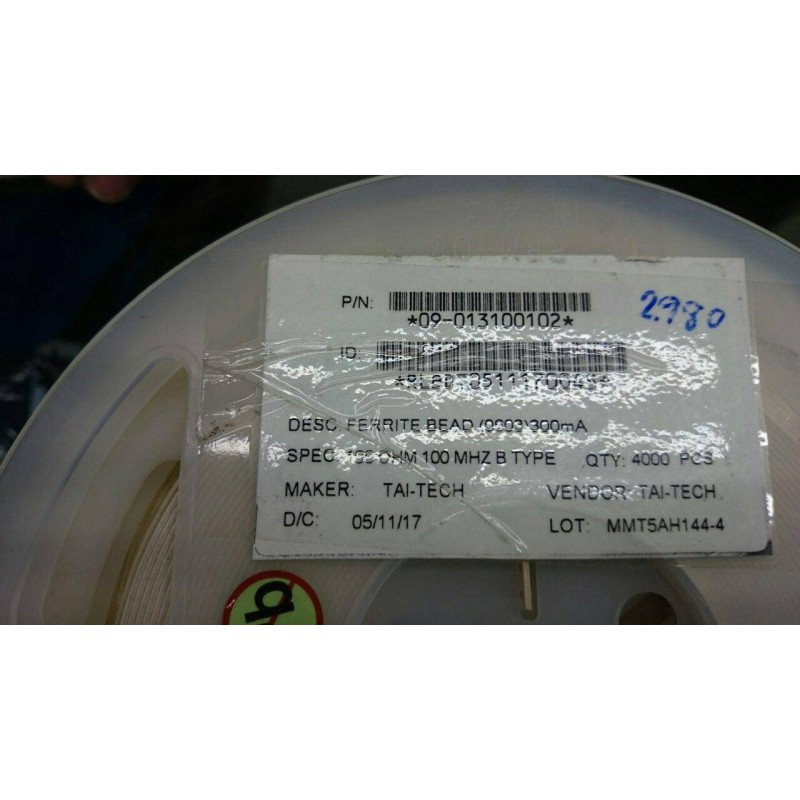 P/N:
*09-013100102*
2980
ID
DESC: FERRITE BEAD /(0603)300mA
SPEC: OHM 100 MHZ B TYPE QTY: 4000 PCS
MAKER: TAI-TECH VENDOR: TAI-TECH
D/C: 05/11/17 LOT: MMT5AH144-4